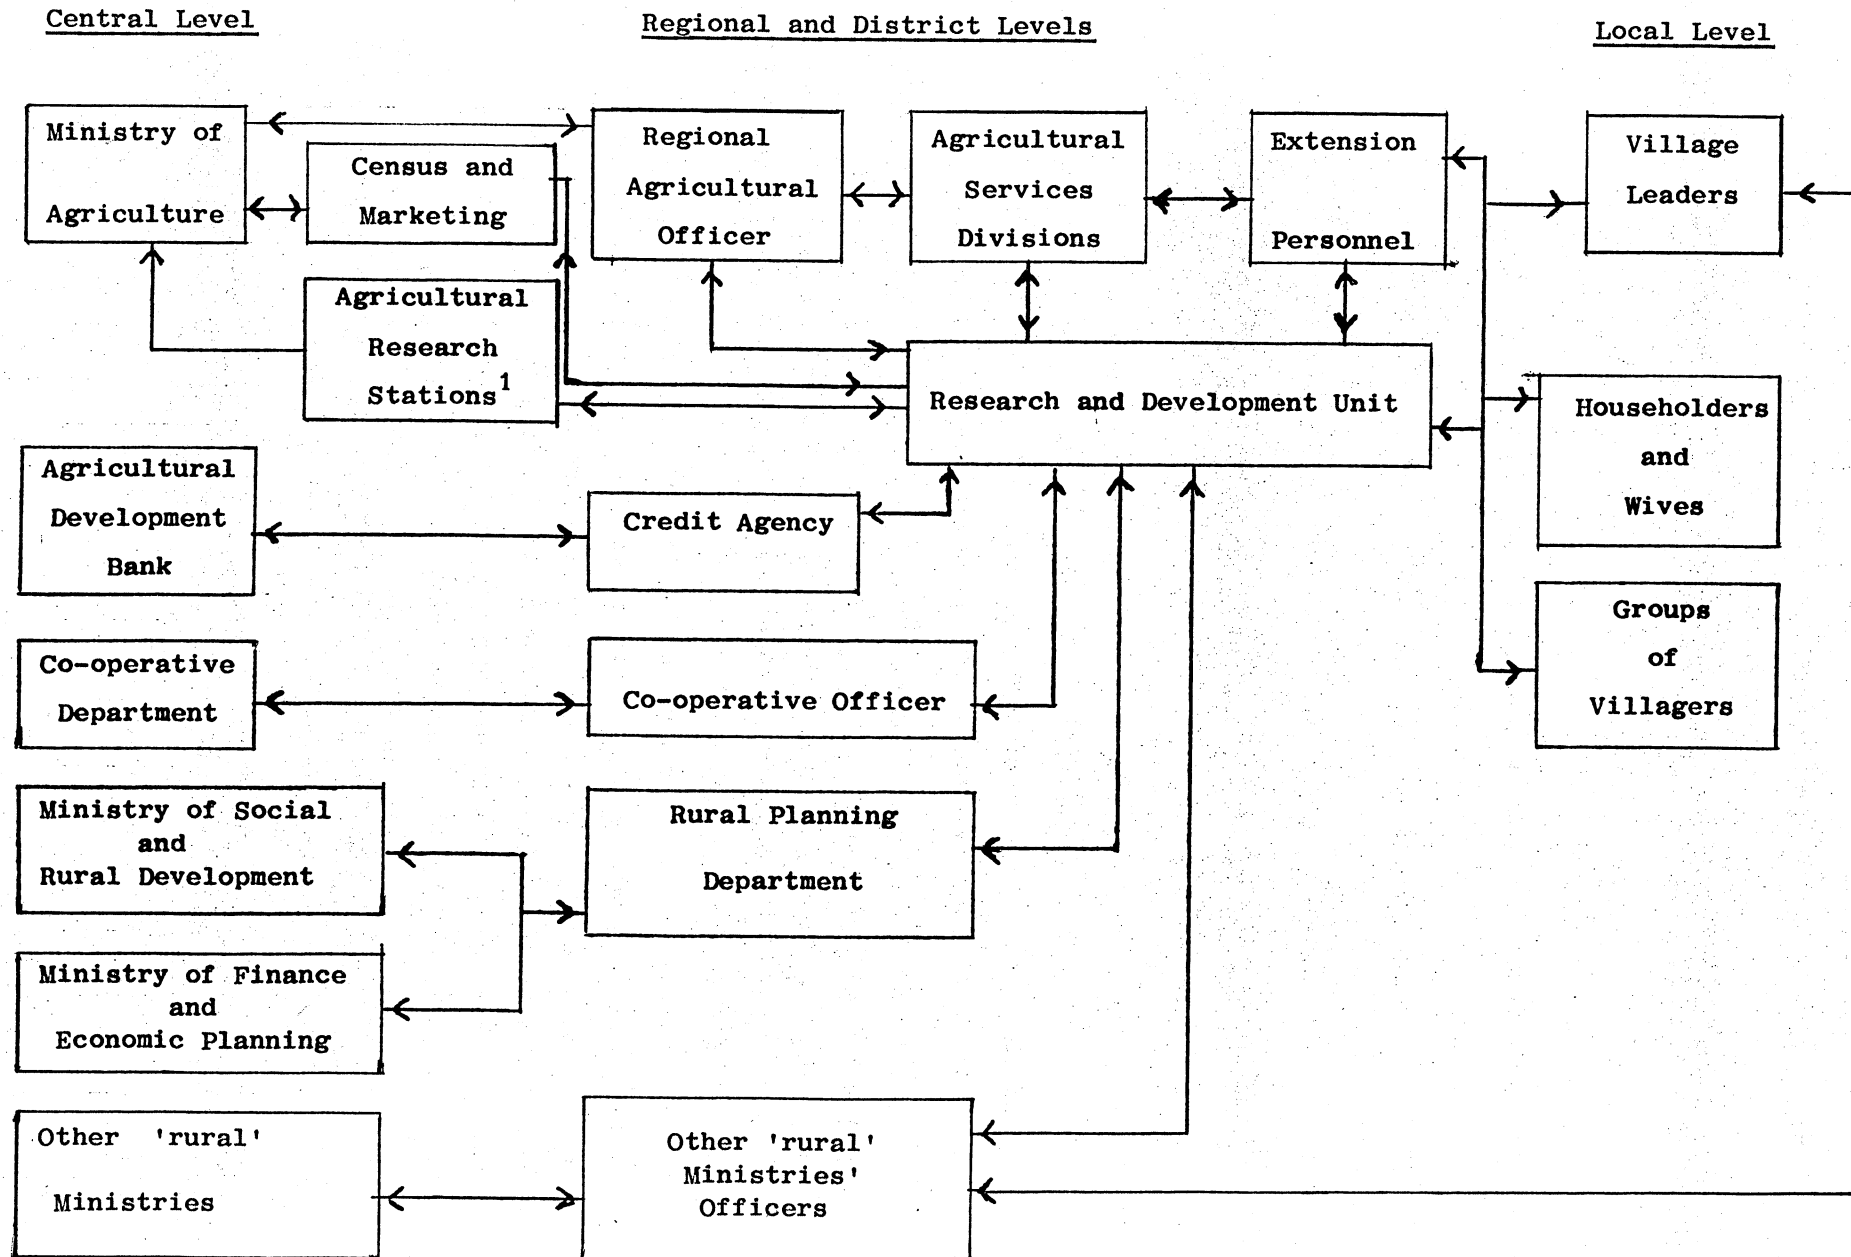 Central Level
Regional and District Levels
Local Level
Ministry of
Agriculture
Census and
Marketing
Agricultural
Research
Stations1
Regional
Agricultural
Officer
Agricultural
Services
Divisions
Extension
Personnel
Village
Leaders
Research and Development Unit
Householders
and
Wives
Agricultural
Development
Bank
Credit Agency
Groups
of
Villagers
Co-operative
Department
Co-operative Officer
Ministry of Social
and
Rural Development
Rural Planning
Department
Ministry of Finance
and
Economic Planning
Other 'rural'
Ministries
Other 'rural'
Ministries'
Officers